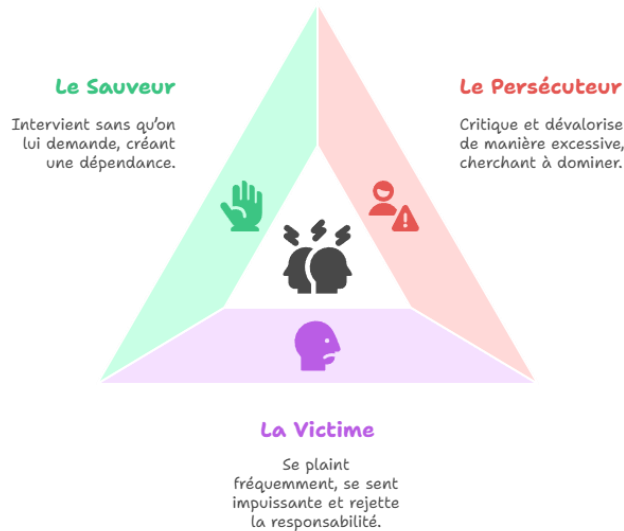 Le Sauveur
Intervient sans qu'on
lui demande, créant
une dépendance.
Le Persécuteur
Critique et dévalorise
de manière excessive,
cherchant à dominer.
La Victime
Se plaint
fréquemment, se sent
impuissante et rejette
la responsabilité.